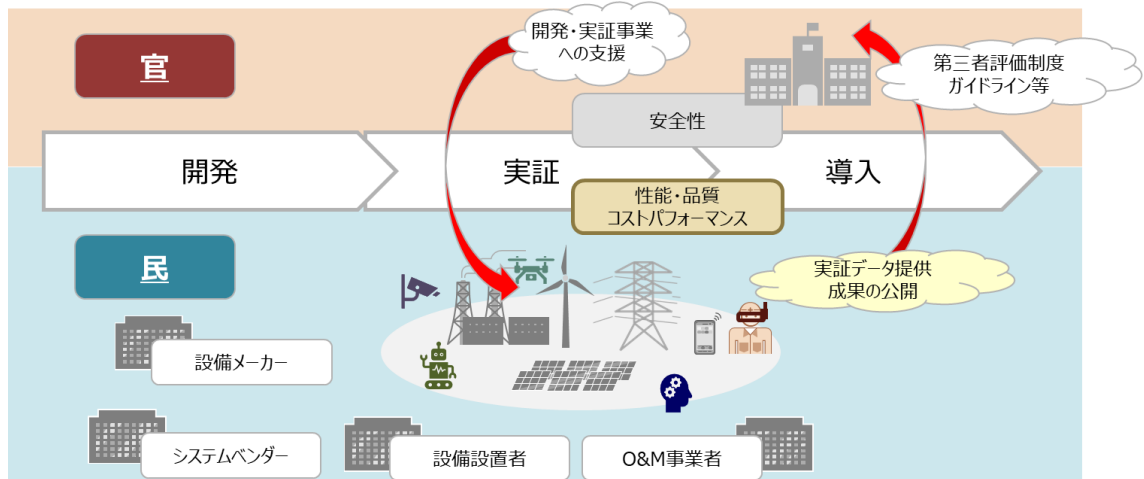 官
開発・実証事業
への支援
第三者評価制度
ガイドライン等
安全性
開発
実証
導入
性能・品質
コストパフォーマンス
民
実証データ提供
成果の公開
設備メーカー
システムベンダー
設備設置者
O&M事業者